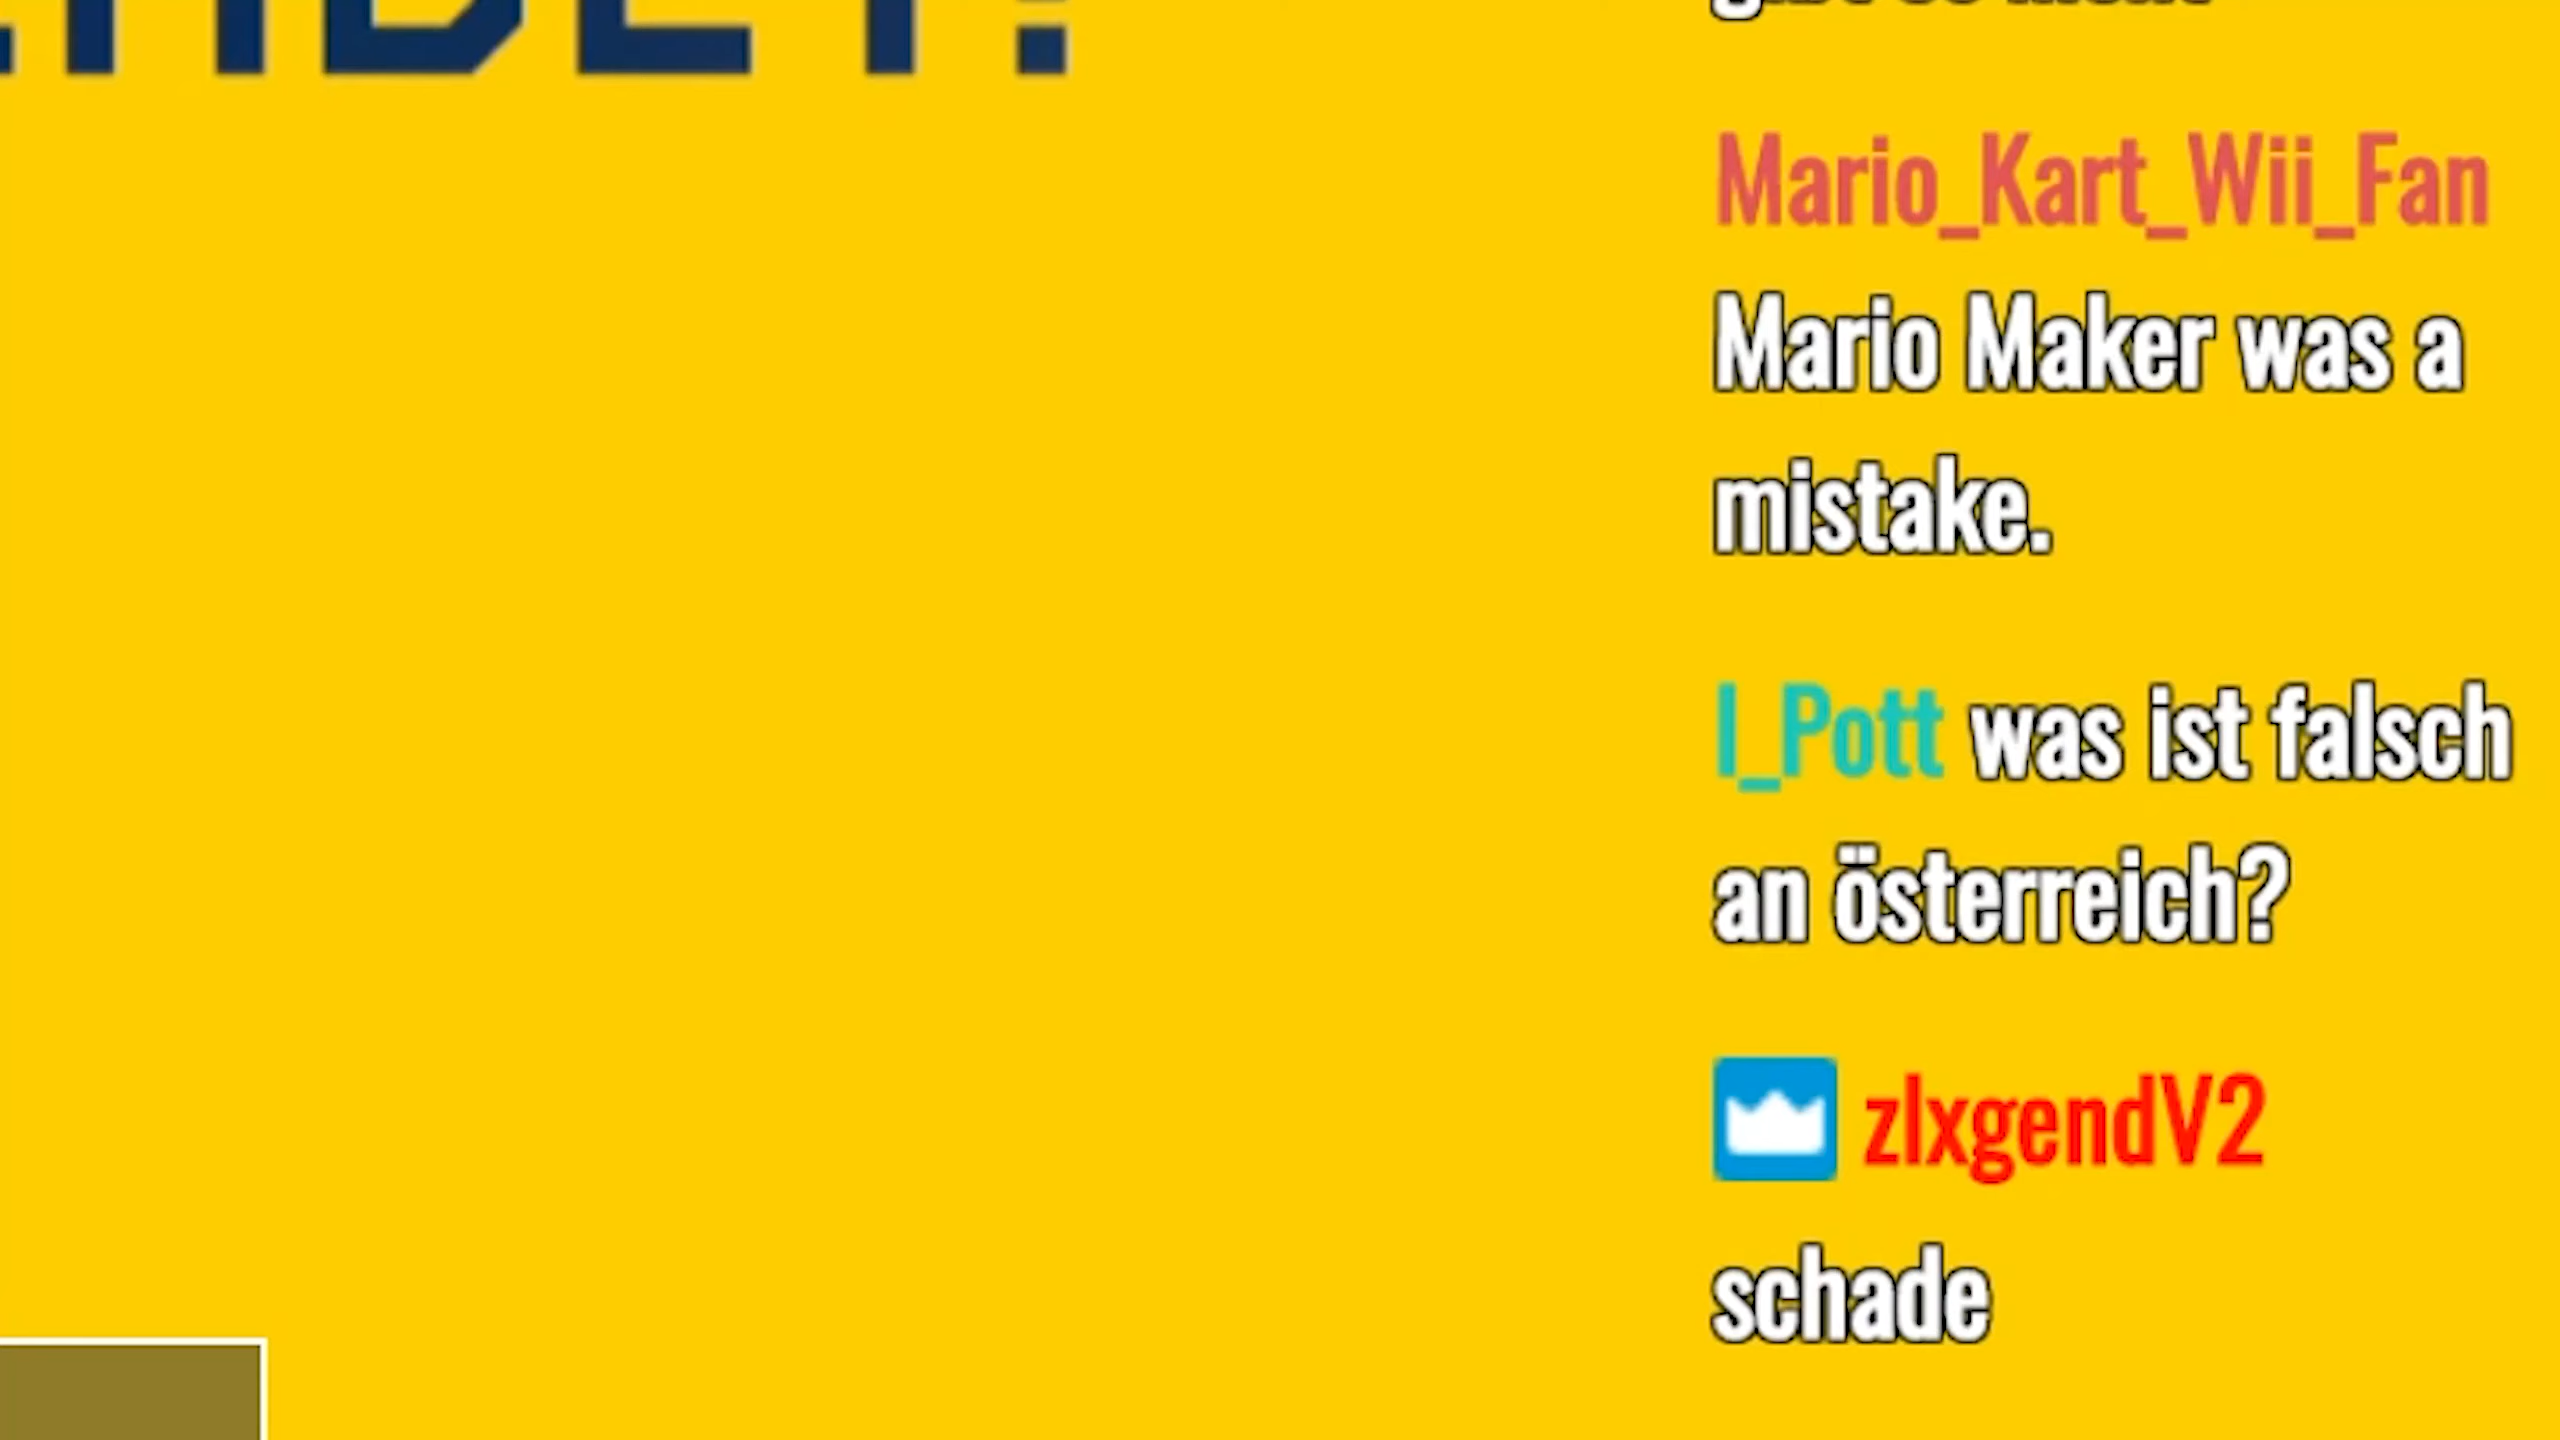 Mario_Kart_Wii_Fan
Mario Maker was a
mistake.
I_Pott was ist falsch
an österreich?
zlxgendV2
schade